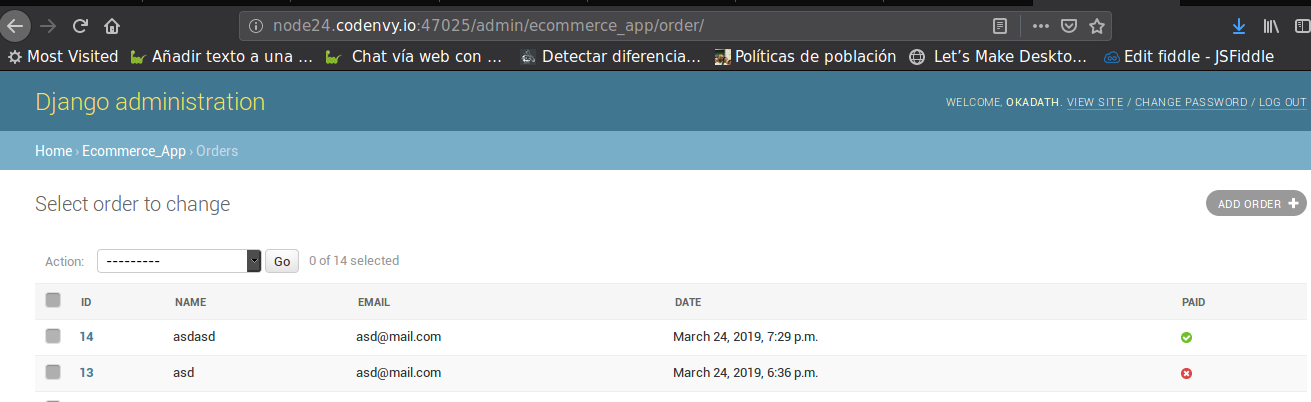 node24.codenvy.io:47025/admin/ecommerce_app/order/
Most Visited Añadir texto a una ... Chat vía web con ... Detectar diferencia... Políticas de población Let's Make Deskto... Edit fiddle - JSFiddle
Django administration
WELCOME, OKADATH. VIEW SITE / CHANGE PASSWORD / LOG OUT
Home › Ecommerce_App › Orders
Select order to change
ADD ORDER +
Action: --------- Go 0 of 14 selected
ID NAME EMAIL DATE PAID
14 asdasd asd@mail.com March 24, 2019, 7:29 p.m.
13 asd asd@mail.com March 24, 2019, 6:36 p.m.